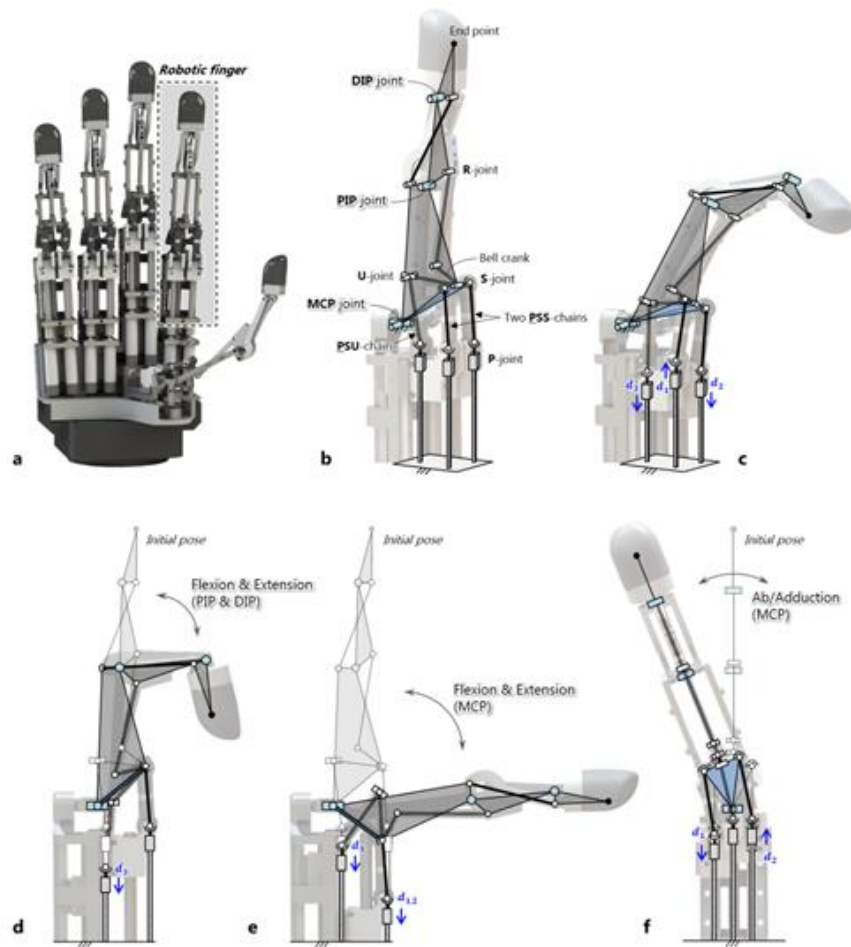 Robotic finger
End point
DIP joint
R-joint
PIP joint
Bell crank
U-joint
S-joint
MCP joint
Two PSS-chains
PSU-chain
P-joint
d3 d1 d2
a
b
c
Initial pose
Flexion & Extension
(PIP & DIP)
d3
d
Initial pose
Flexion & Extension
(MCP)
d3
d1,2
e
Initial pose
Ab/Adduction
(MCP)
d1
d2
f